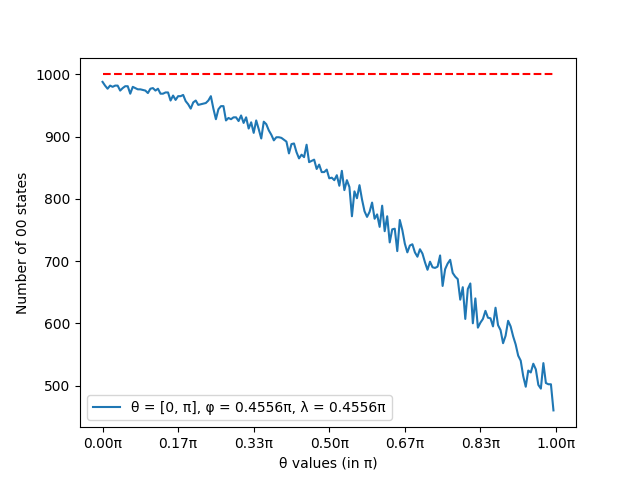 1000
900
800
700
600
500
Number of 00 states
θ = [0, π], φ = 0.4556π, λ = 0.4556π
0.00π 0.17π 0.33π 0.50π 0.67π 0.83π 1.00π
θ values (in π)